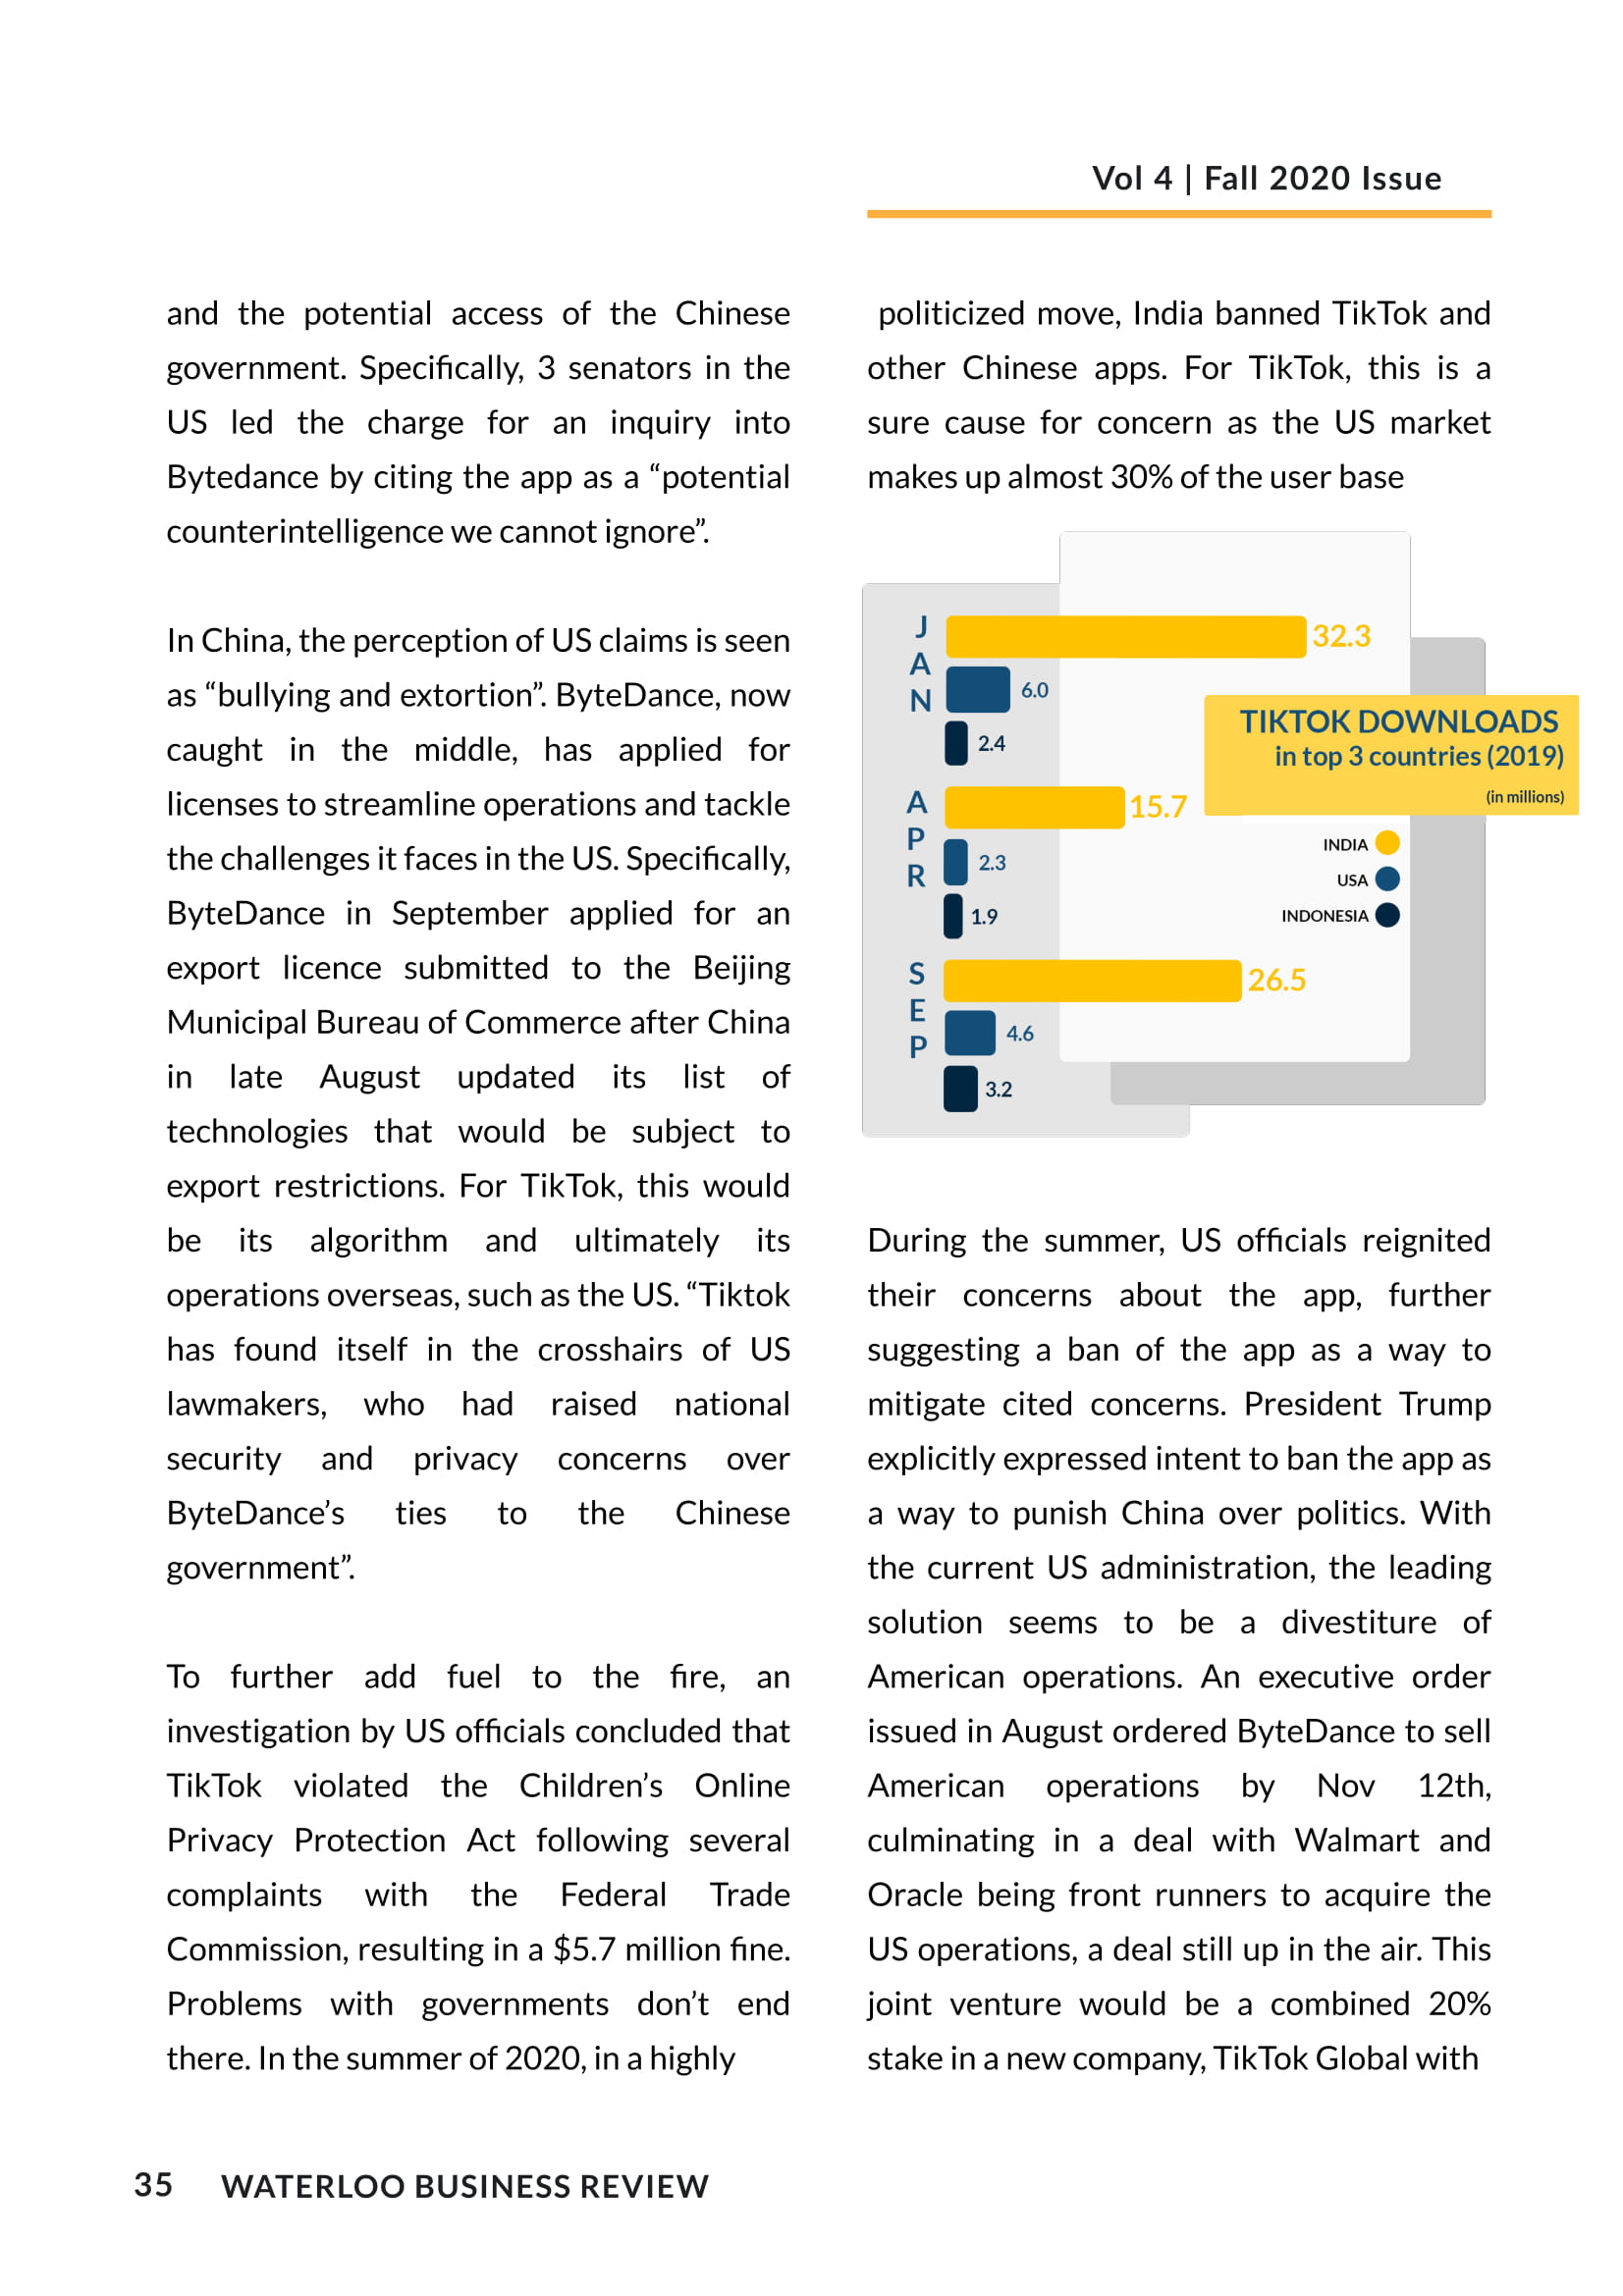 Vol 4 | Fall 2020 Issue
and the potential access of the Chinese
government. Specifically, 3 senators in the
US led the charge for an inquiry into
Bytedance by citing the app as a “potential
counterintelligence we cannot ignore”.
In China, the perception of US claims is seen
as “bullying and extortion”. ByteDance, now
caught in the middle, has applied for
licenses to streamline operations and tackle
the challenges it faces in the US. Specifically,
ByteDance in September applied for an
export licence submitted to the Beijing
Municipal Bureau of Commerce after China
in late August updated its list of
technologies that would be subject to
export restrictions. For TikTok, this would
be its algorithm and ultimately its
operations overseas, such as the US. “Tiktok
has found itself in the crosshairs of US
lawmakers, who had raised national
security and privacy concerns over
ByteDance’s ties to the Chinese
government”.
To further add fuel to the fire, an
investigation by US officials concluded that
TikTok violated the Children’s Online
Privacy Protection Act following several
complaints with the Federal Trade
Commission, resulting in a $5.7 million fine.
Problems with governments don’t end
there. In the summer of 2020, in a highly
politicized move, India banned TikTok and
other Chinese apps. For TikTok, this is a
sure cause for concern as the US market
makes up almost 30% of the user base
JAN
32.3
6.0
2.4
TIKTOK DOWNLOADS
in top 3 countries (2019)
(in millions)
APR
15.7
2.3
1.9
INDIA
USA
INDONESIA
SEP
26.5
4.6
3.2
During the summer, US officials reignited
their concerns about the app, further
suggesting a ban of the app as a way to
mitigate cited concerns. President Trump
explicitly expressed intent to ban the app as
a way to punish China over politics. With
the current US administration, the leading
solution seems to be a divestiture of
American operations. An executive order
issued in August ordered ByteDance to sell
American operations by Nov 12th,
culminating in a deal with Walmart and
Oracle being front runners to acquire the
US operations, a deal still up in the air. This
joint venture would be a combined 20%
stake in a new company, TikTok Global with
35 WATERLOO BUSINESS REVIEW